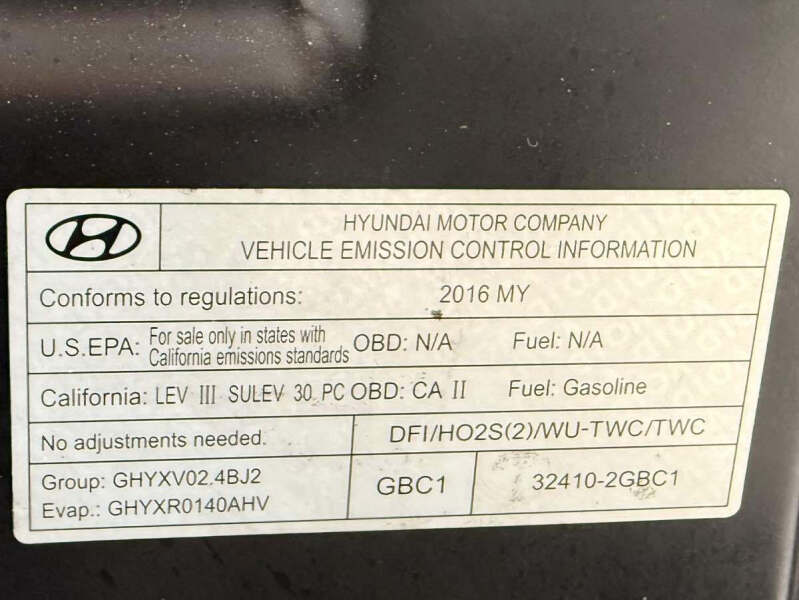 HYUNDAI MOTOR COMPANY
VEHICLE EMISSION CONTROL INFORMATION
Conforms to regulations: 2016 MY
U.S.EPA: For sale only in states with California emissions standards OBD: N/A Fuel: N/A
California: LEV III SULEV 30 PC OBD: CA II Fuel: Gasoline
No adjustments needed. DFI/HO2S(2)/WU-TWC/TWC
Group: GHYXV02.4BJ2
Evap.: GHYXR0140AHV
GBC1
32410-2GBC1